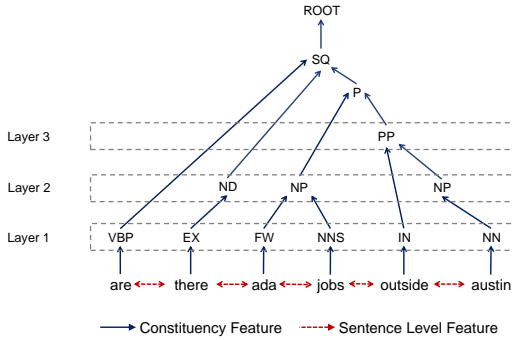 ROOT
SQ
P
Layer 3 PP
Layer 2 ND NP NP
Layer 1 VBP EX FW NNS IN NN
are there ada jobs outside austin
Constituency Feature Sentence Level Feature